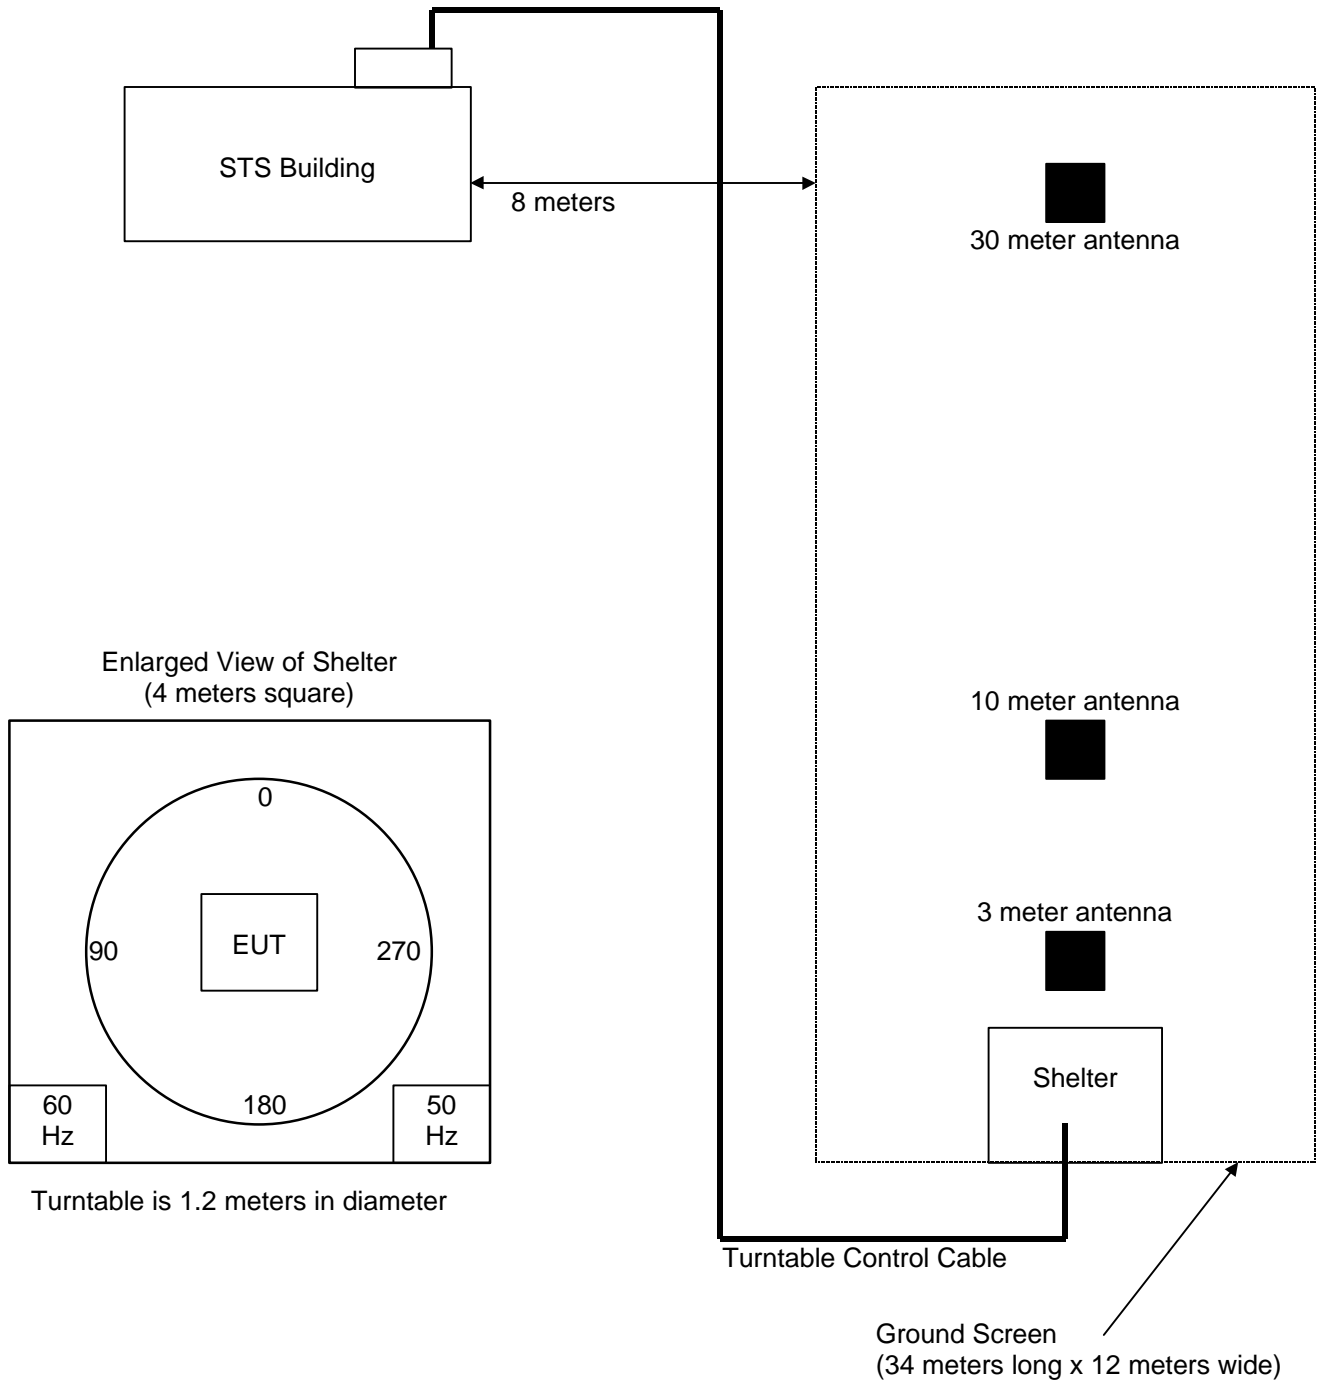 STS Building
8 meters
30 meter antenna
Enlarged View of Shelter
(4 meters square)
10 meter antenna
0
3 meter antenna
90
EUT
270
Shelter
60
Hz
180
50
Hz
Turntable is 1.2 meters in diameter
Turntable Control Cable
Ground Screen
(34 meters long x 12 meters wide)